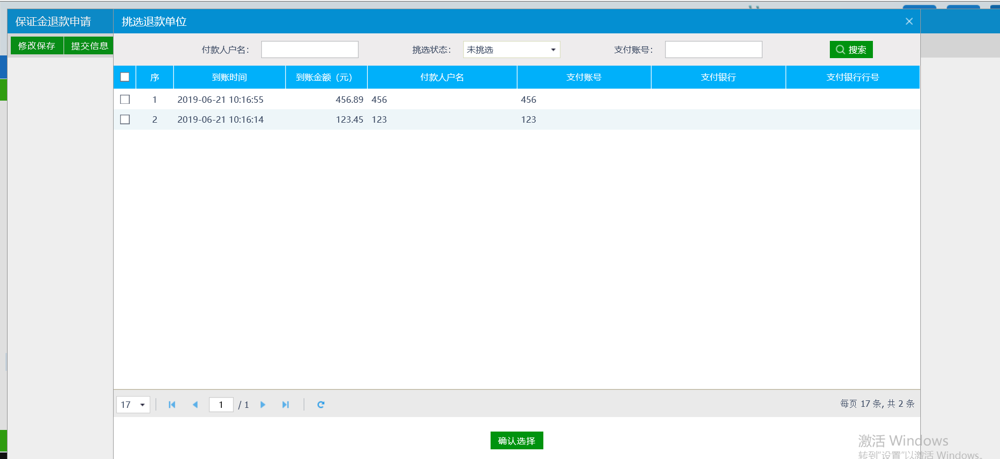 保证金退款申请
挑选退款单位
修改保存 提交信息
付款人户名： 挑选状态： 未挑选 支付账号： 搜索
序 到账时间 到账金额（元） 付款人户名 支付账号 支付银行 支付银行行号
1 2019-06-21 10:16:55 456.89 456 456
2 2019-06-21 10:16:14 123.45 123 123
17 1 / 1 每页 17 条, 共 2 条
确认选择
激活 Windows
转到"设置"以激活 Windows。